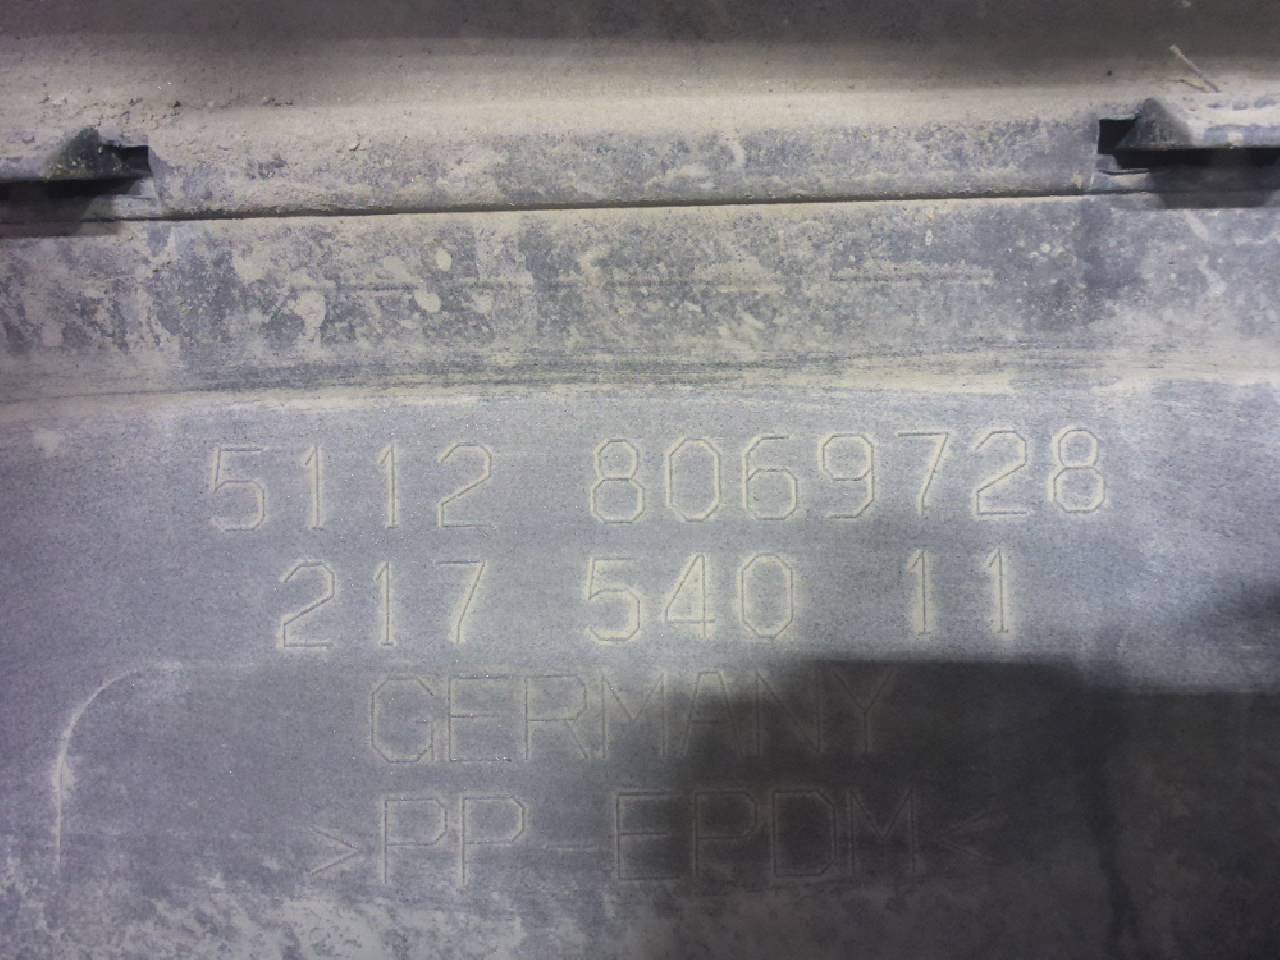 5112 8069728
217 540 11
GERMANY
>PP-EPDM<